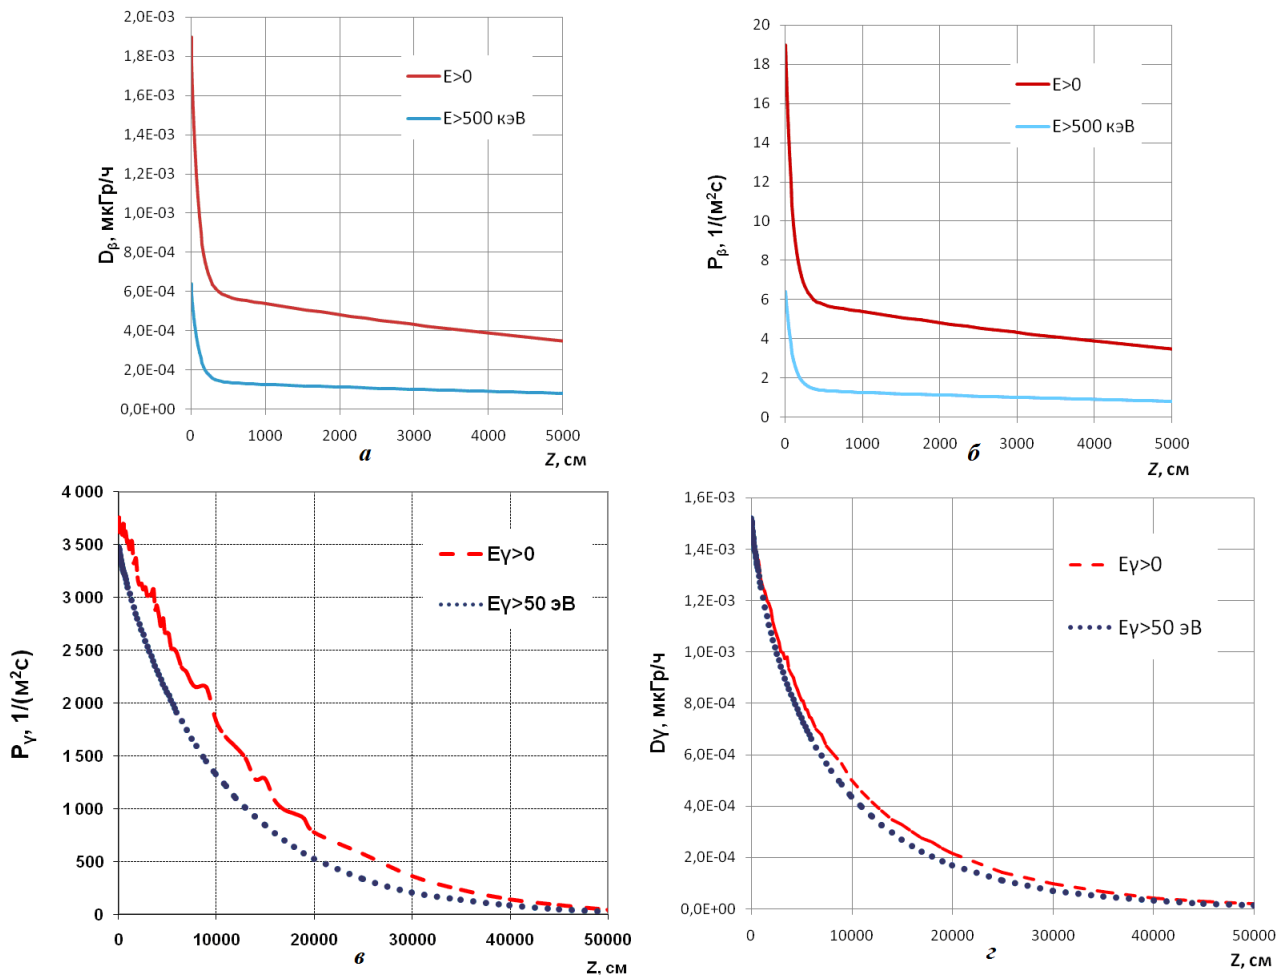 2,0E-03
1,8E-03
1,6E-03
1,4E-03
1,2E-03
1,0E-03
8,0E-04
6,0E-04
4,0E-04
2,0E-04
0,0E+00
Dβ, мкГр/ч
E>0
E>500 кэВ
0 1000 2000 3000 4000 5000
а
Z, см
20
18
16
14
12
10
8
6
4
2
0
Pβ, 1/(м²с)
E>0
E>500 кэВ
0 1000 2000 3000 4000 5000
б
Z, см
4 000
3 500
3 000
2 500
2 000
1 500
1 000
500
0
Pγ, 1/(м²с)
Eγ>0
Eγ>50 эВ
0 10000 20000 30000 40000 50000
в
Z, см
1,6E-03
1,4E-03
1,2E-03
1,0E-03
8,0E-04
6,0E-04
4,0E-04
2,0E-04
0,0E+00
Dγ, мкГр/ч
Eγ>0
Eγ>50 эВ
0 10000 20000 30000 40000 50000
г
Z, см